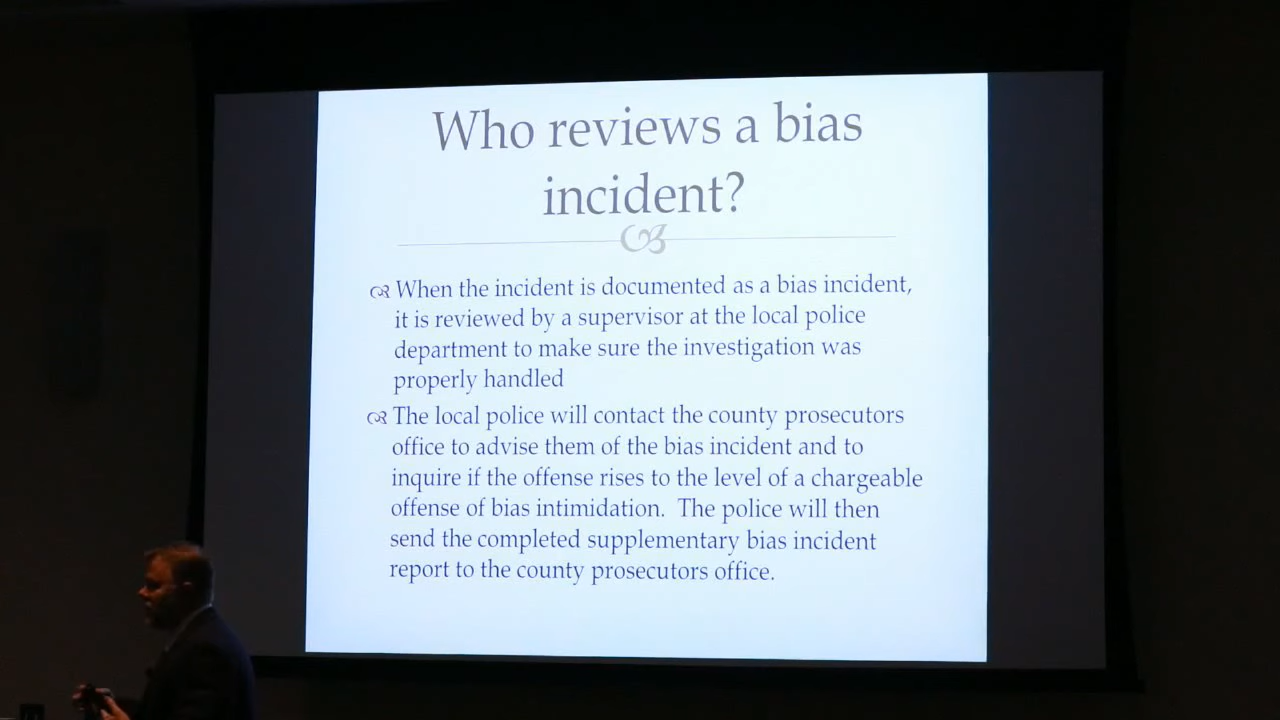 Who reviews a bias
incident?
When the incident is documented as a bias incident,
it is reviewed by a supervisor at the local police
department to make sure the investigation was
properly handled
The local police will contact the county prosecutors
office to advise them of the bias incident and to
inquire if the offense rises to the level of a chargeable
offense of bias intimidation.  The police will then
send the completed supplementary bias incident
report to the county prosecutors office.